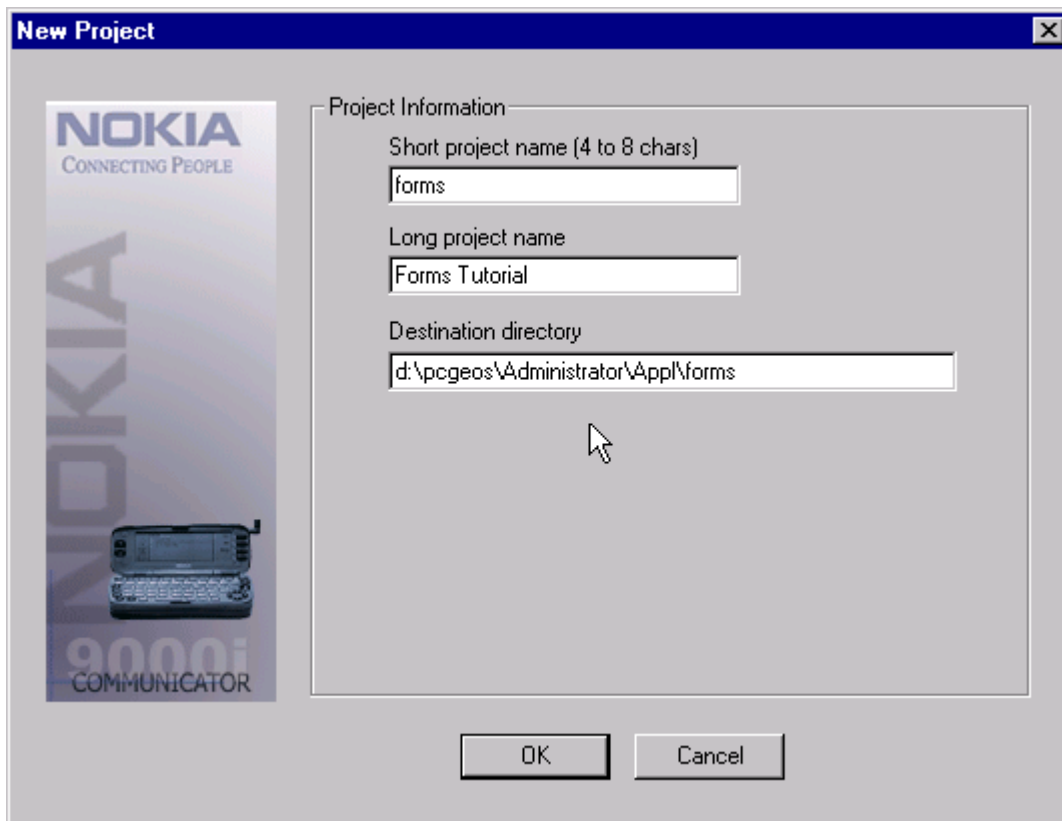 New Project
NOKIA
CONNECTING PEOPLE
NOKIA
9000i
COMMUNICATOR
Project Information
Short project name (4 to 8 chars)
forms
Long project name
Forms Tutorial
Destination directory
d:\pcgeos\Administrator\Appl\forms
OK
Cancel